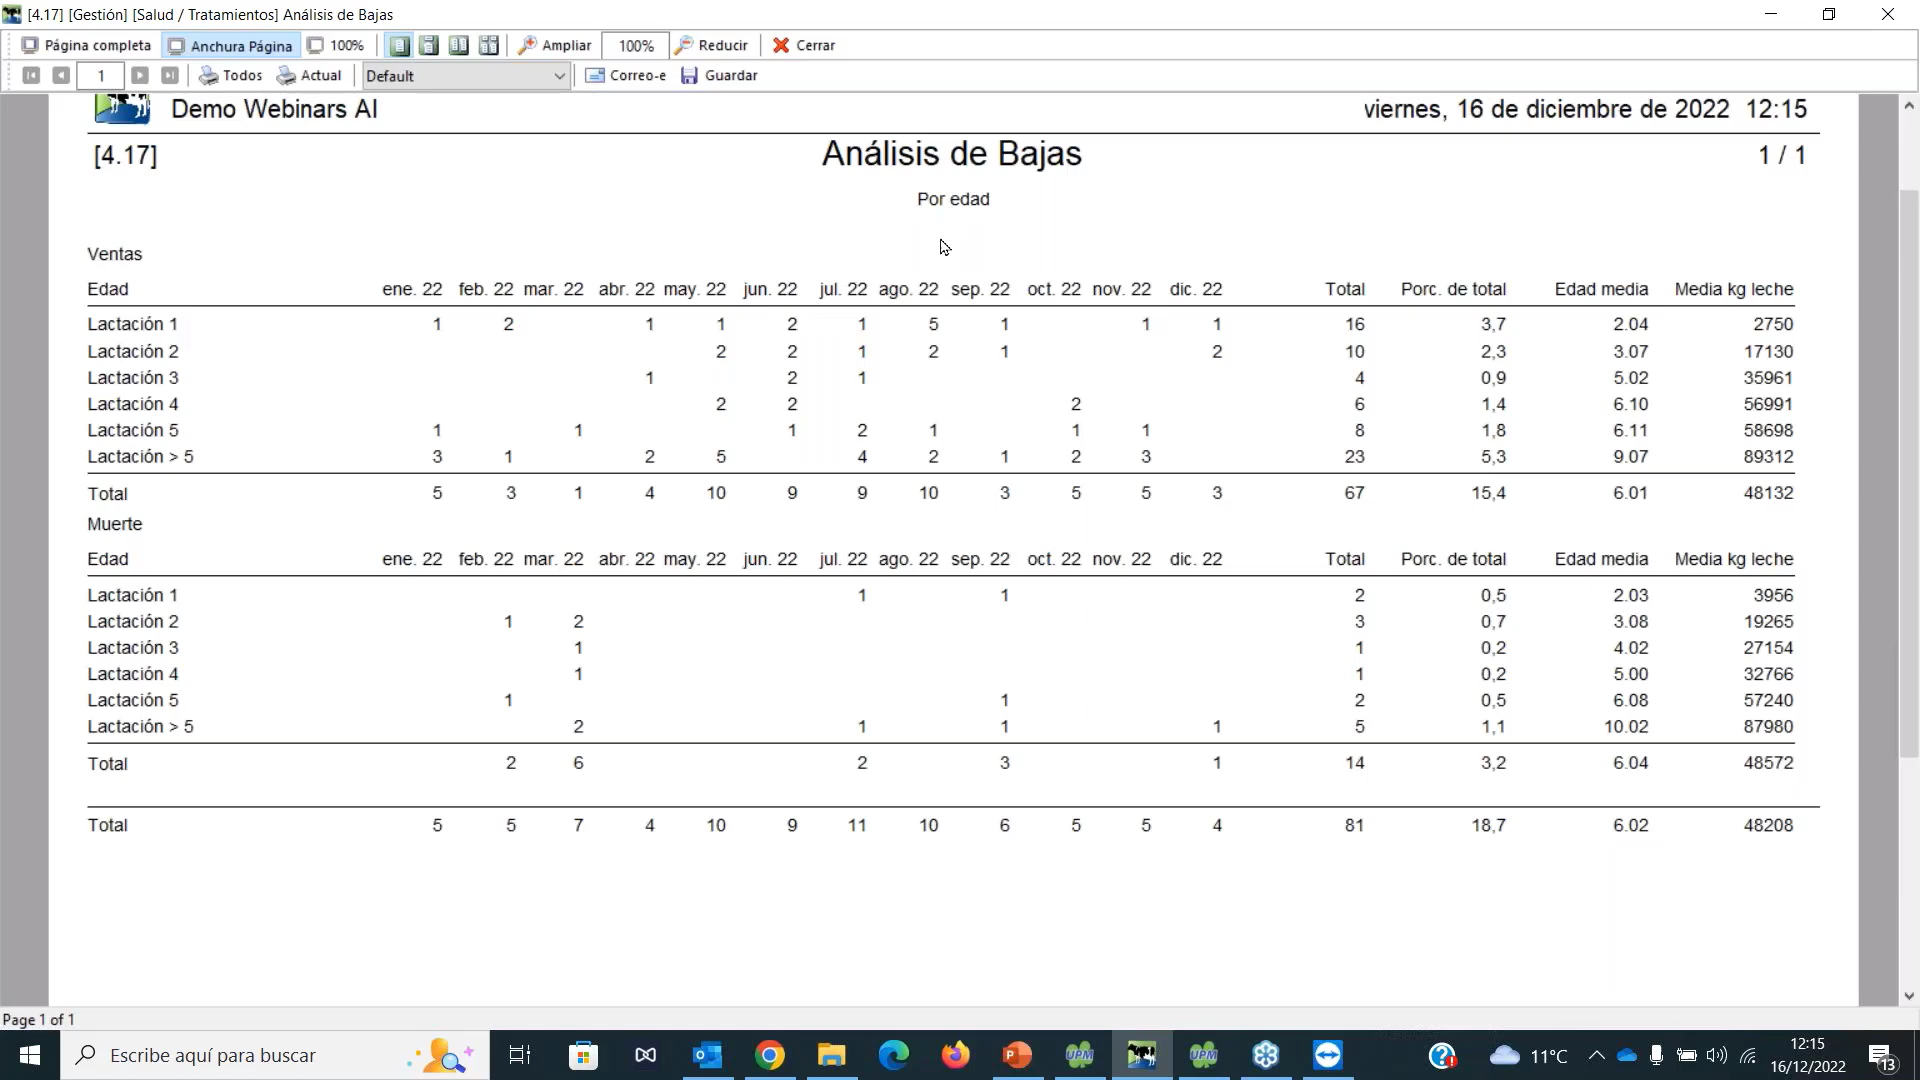 [4.17] [Gestión] [Salud / Tratamientos] Análisis de Bajas
Página completa Anchura Página 100% Ampliar 100% Reducir Cerrar
1 Todos Actual Default Correo-e Guardar
Demo Webinars AI viernes, 16 de diciembre de 2022 12:15
[4.17] Análisis de Bajas 1 / 1
Por edad
Ventas
Edad ene. 22 feb. 22 mar. 22 abr. 22 may. 22 jun. 22 jul. 22 ago. 22 sep. 22 oct. 22 nov. 22 dic. 22 Total Porc. de total Edad media Media kg leche
Lactación 1 1 2 1 1 2 1 5 1 1 1 16 3,7 2.04 2750
Lactación 2 2 2 1 2 1 2 10 2,3 3.07 17130
Lactación 3 1 2 1 4 0,9 5.02 35961
Lactación 4 2 2 2 6 1,4 6.10 56991
Lactación 5 1 1 1 2 1 1 1 8 1,8 6.11 58698
Lactación > 5 3 1 2 5 4 2 1 2 3 23 5,3 9.07 89312
Total 5 3 1 4 10 9 9 10 3 5 5 3 67 15,4 6.01 48132
Muerte
Edad ene. 22 feb. 22 mar. 22 abr. 22 may. 22 jun. 22 jul. 22 ago. 22 sep. 22 oct. 22 nov. 22 dic. 22 Total Porc. de total Edad media Media kg leche
Lactación 1 1 1 2 0,5 2.03 3956
Lactación 2 1 2 3 0,7 3.08 19265
Lactación 3 1 1 0,2 4.02 27154
Lactación 4 1 1 0,2 5.00 32766
Lactación 5 1 1 2 0,5 6.08 57240
Lactación > 5 2 1 1 1 5 1,1 10.02 87980
Total 2 6 2 3 1 14 3,2 6.04 48572
Total 5 5 7 4 10 9 11 10 6 5 5 4 81 18,7 6.02 48208
Page 1 of 1
Escribe aquí para buscar UPM UPM 11°C 12:15
16/12/2022 13